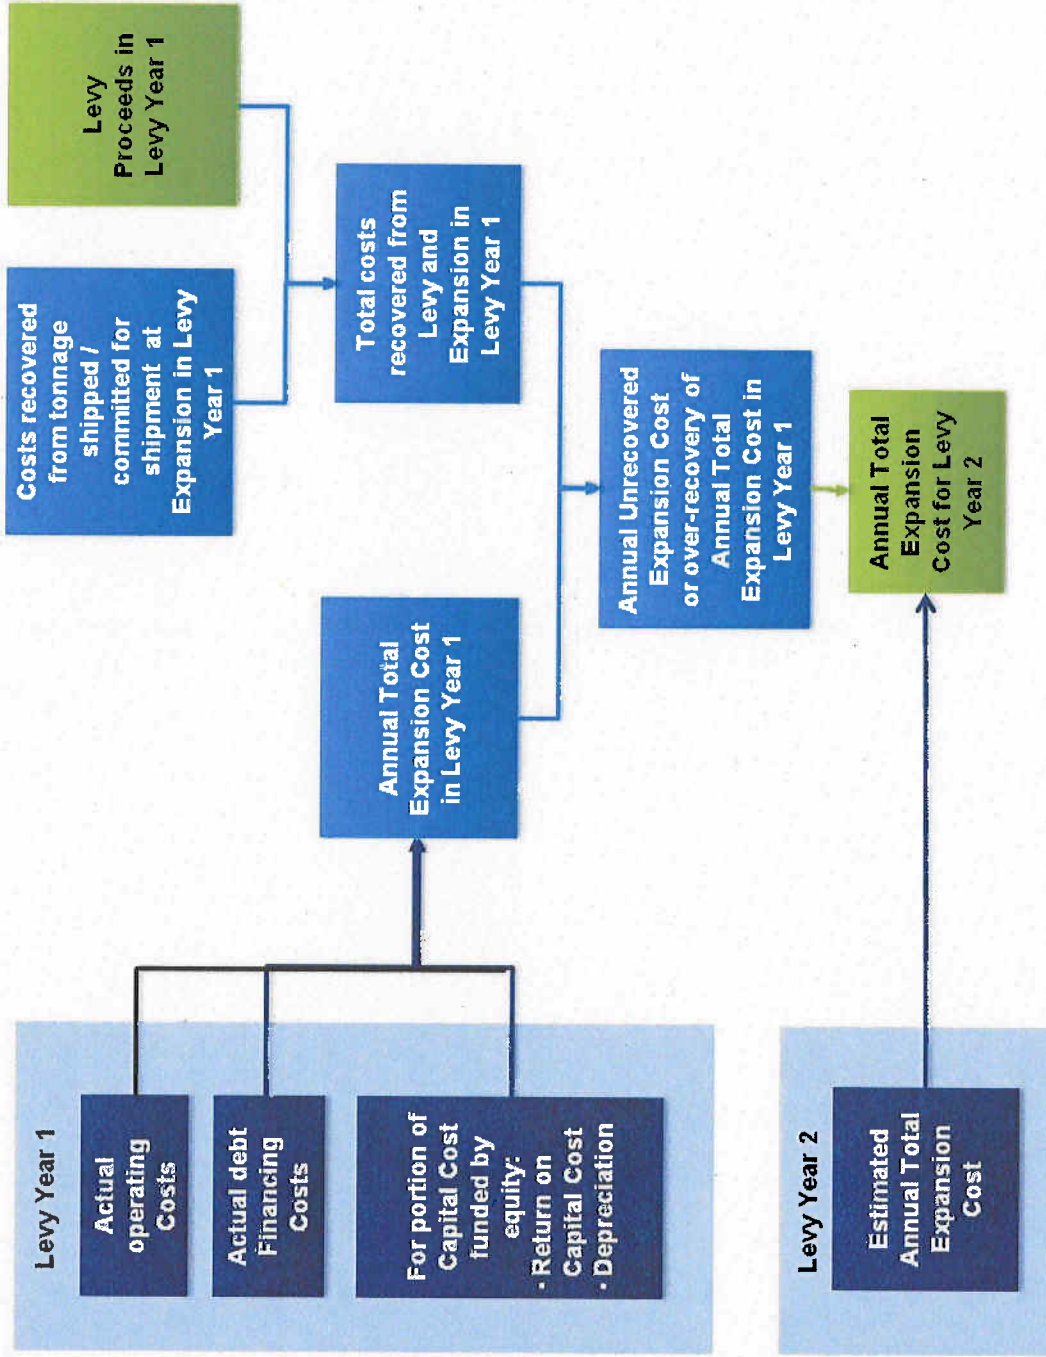 Levy Year 1
Actual
operating
Costs
Actual debt
Financing
Costs
For portion of
Capital Cost
funded by
equity:
· Return on
Capital Cost
· Depreciation
Annual Total
Expansion Cost
in Levy Year 1
Costs recovered
from tonnage
shipped /
committed for
shipment at
Expansion in Levy
Year 1
Levy
Proceeds in
Levy Year 1
Total costs
recovered from
Levy and
Expansion in
Levy Year 1
Annual Unrecovered
Expansion Cost
or over-recovery of
Annual Total
Expansion Cost in
Levy Year 1
Levy Year 2
Estimated
Annual Total
Expansion
Cost
Annual Total
Expansion
Cost for Levy
Year 2